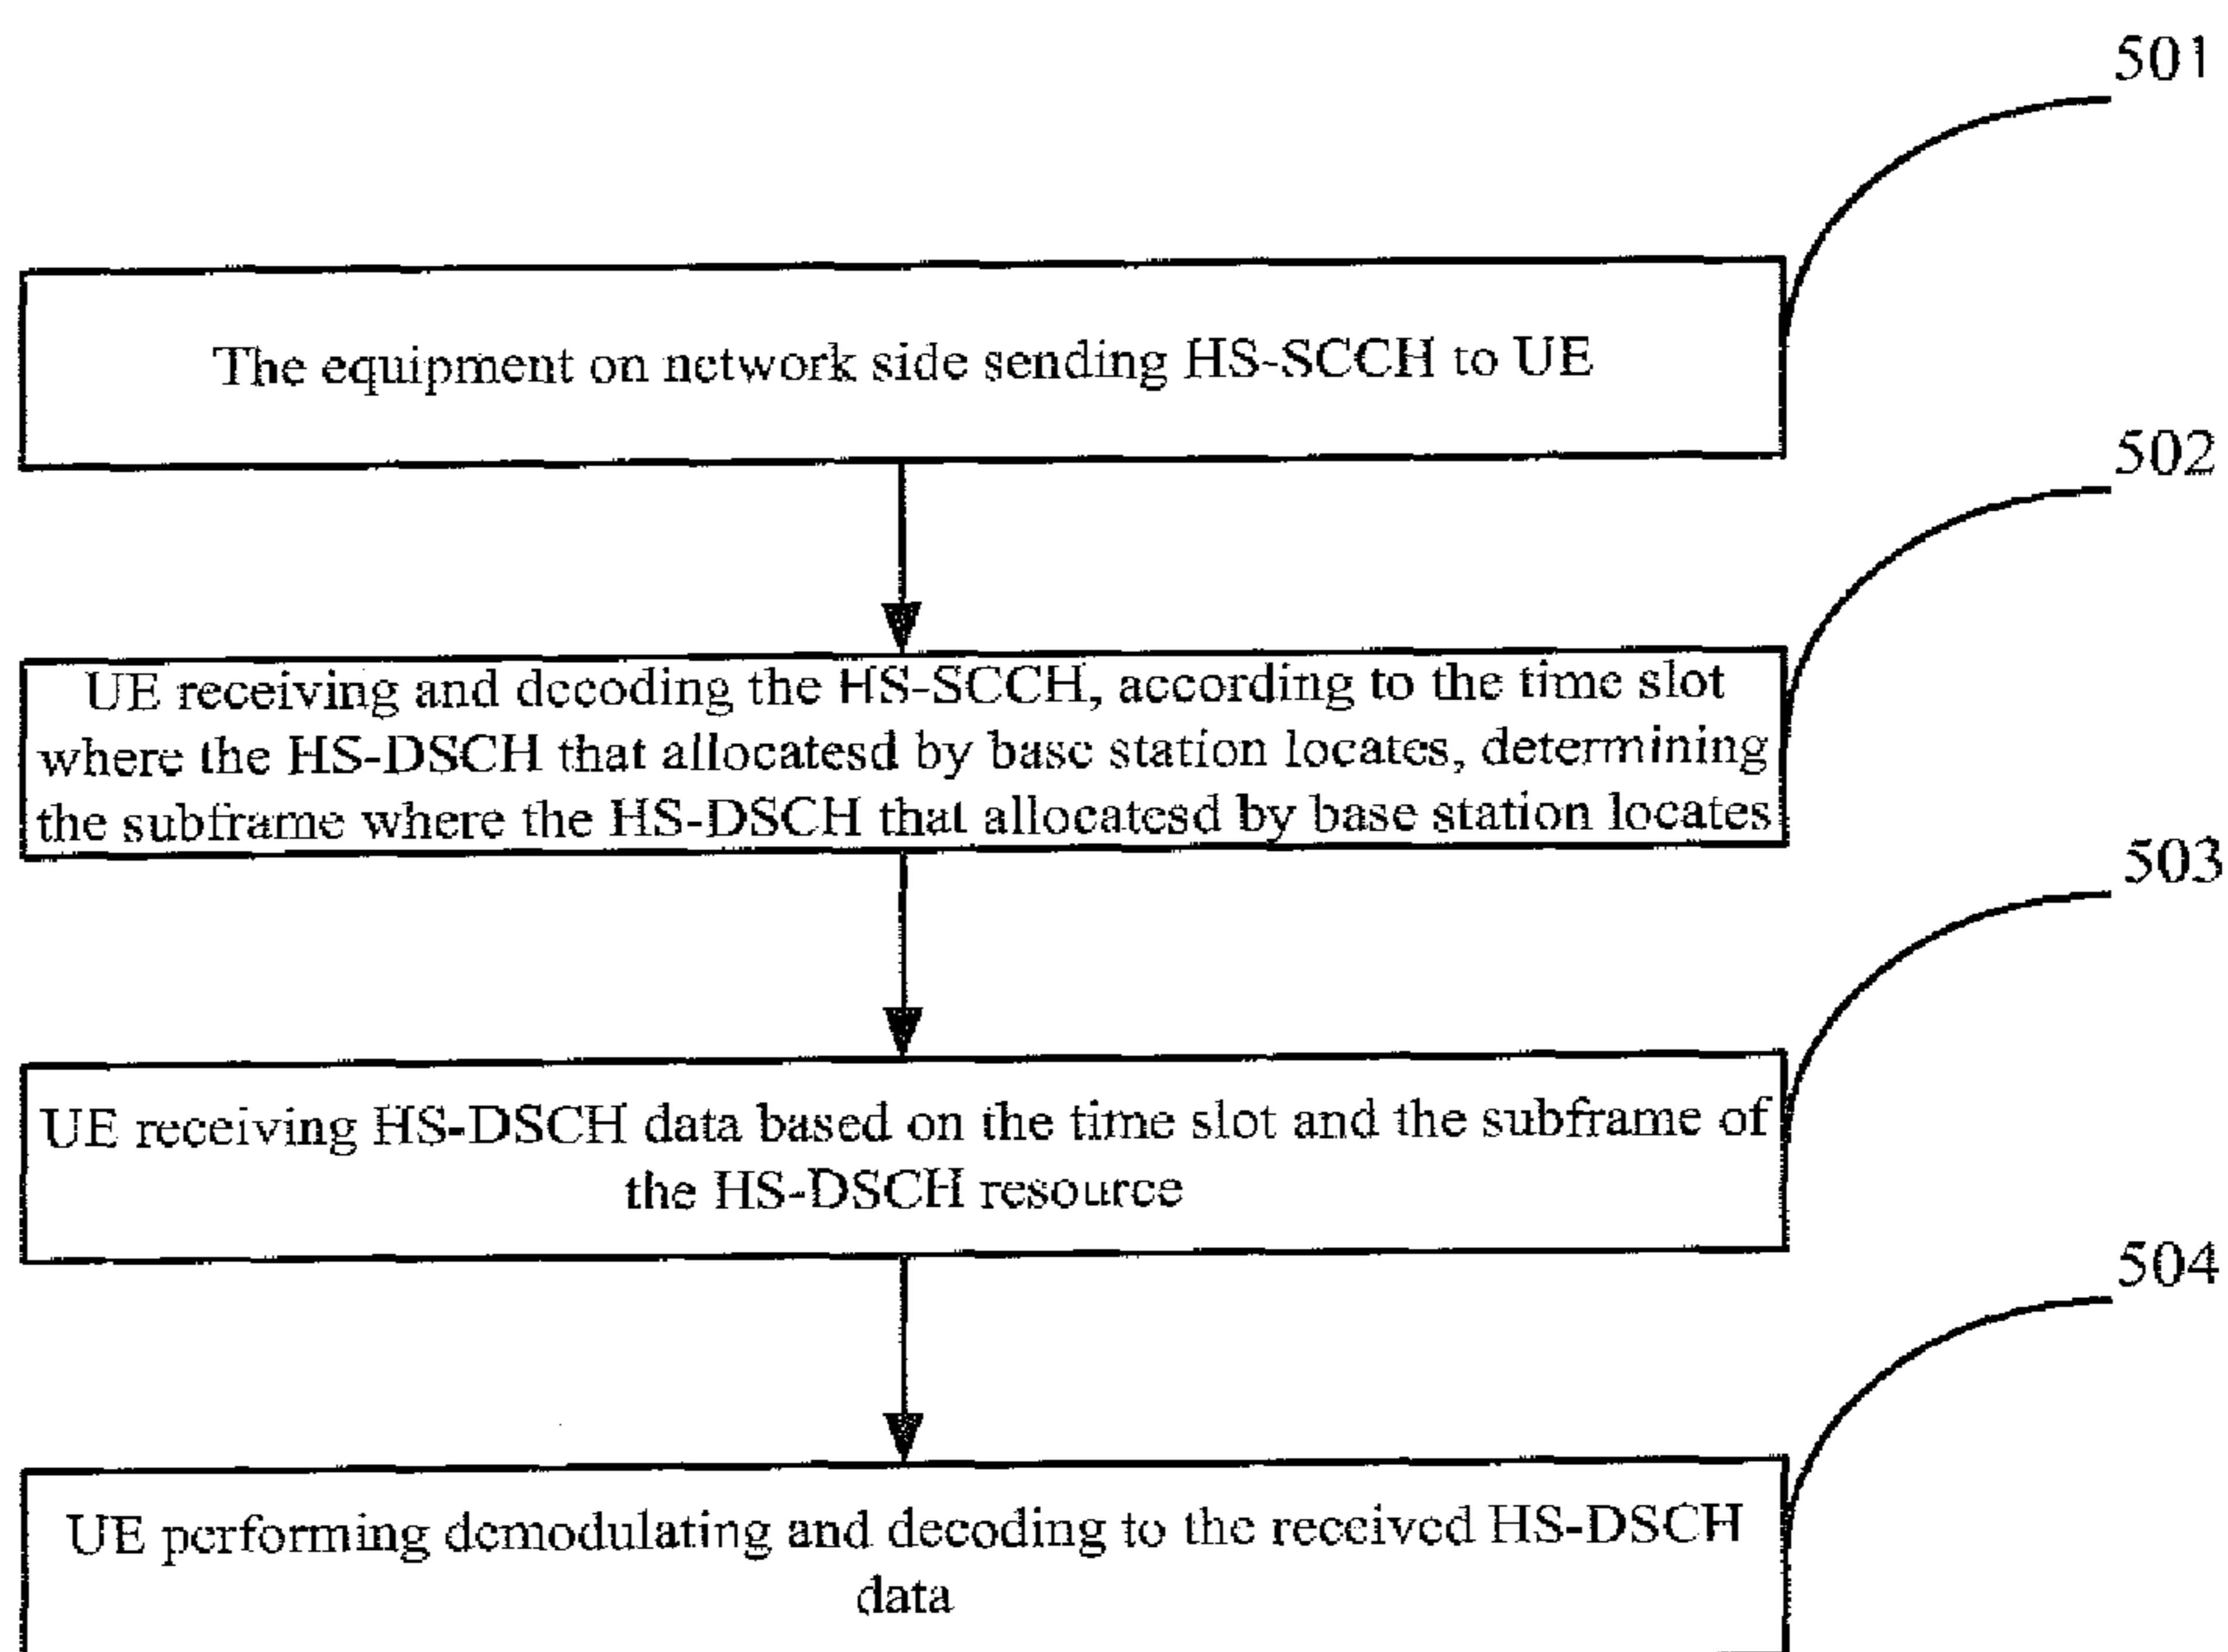 501
The equipment on network side sending HS-SCCH to UE
502
UE receiving and decoding the HS-SCCH, according to the time slot
where the HS-DSCH that allocatesd by base station locates, determining
the subframe where the HS-DSCH that allocatesd by base station locates
503
UE receiving HS-DSCH data based on the time slot and the subframe of
the HS-DSCH resource
504
UE performing demodulating and decoding to the received HS-DSCH
data